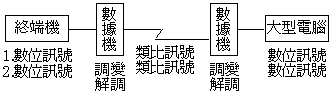 終端機
數據機
數據機
大型電腦
1.數位訊號
2.數位訊號
調變
解調
類比訊號
類比訊號
調變
解調
數位訊號
數位訊號